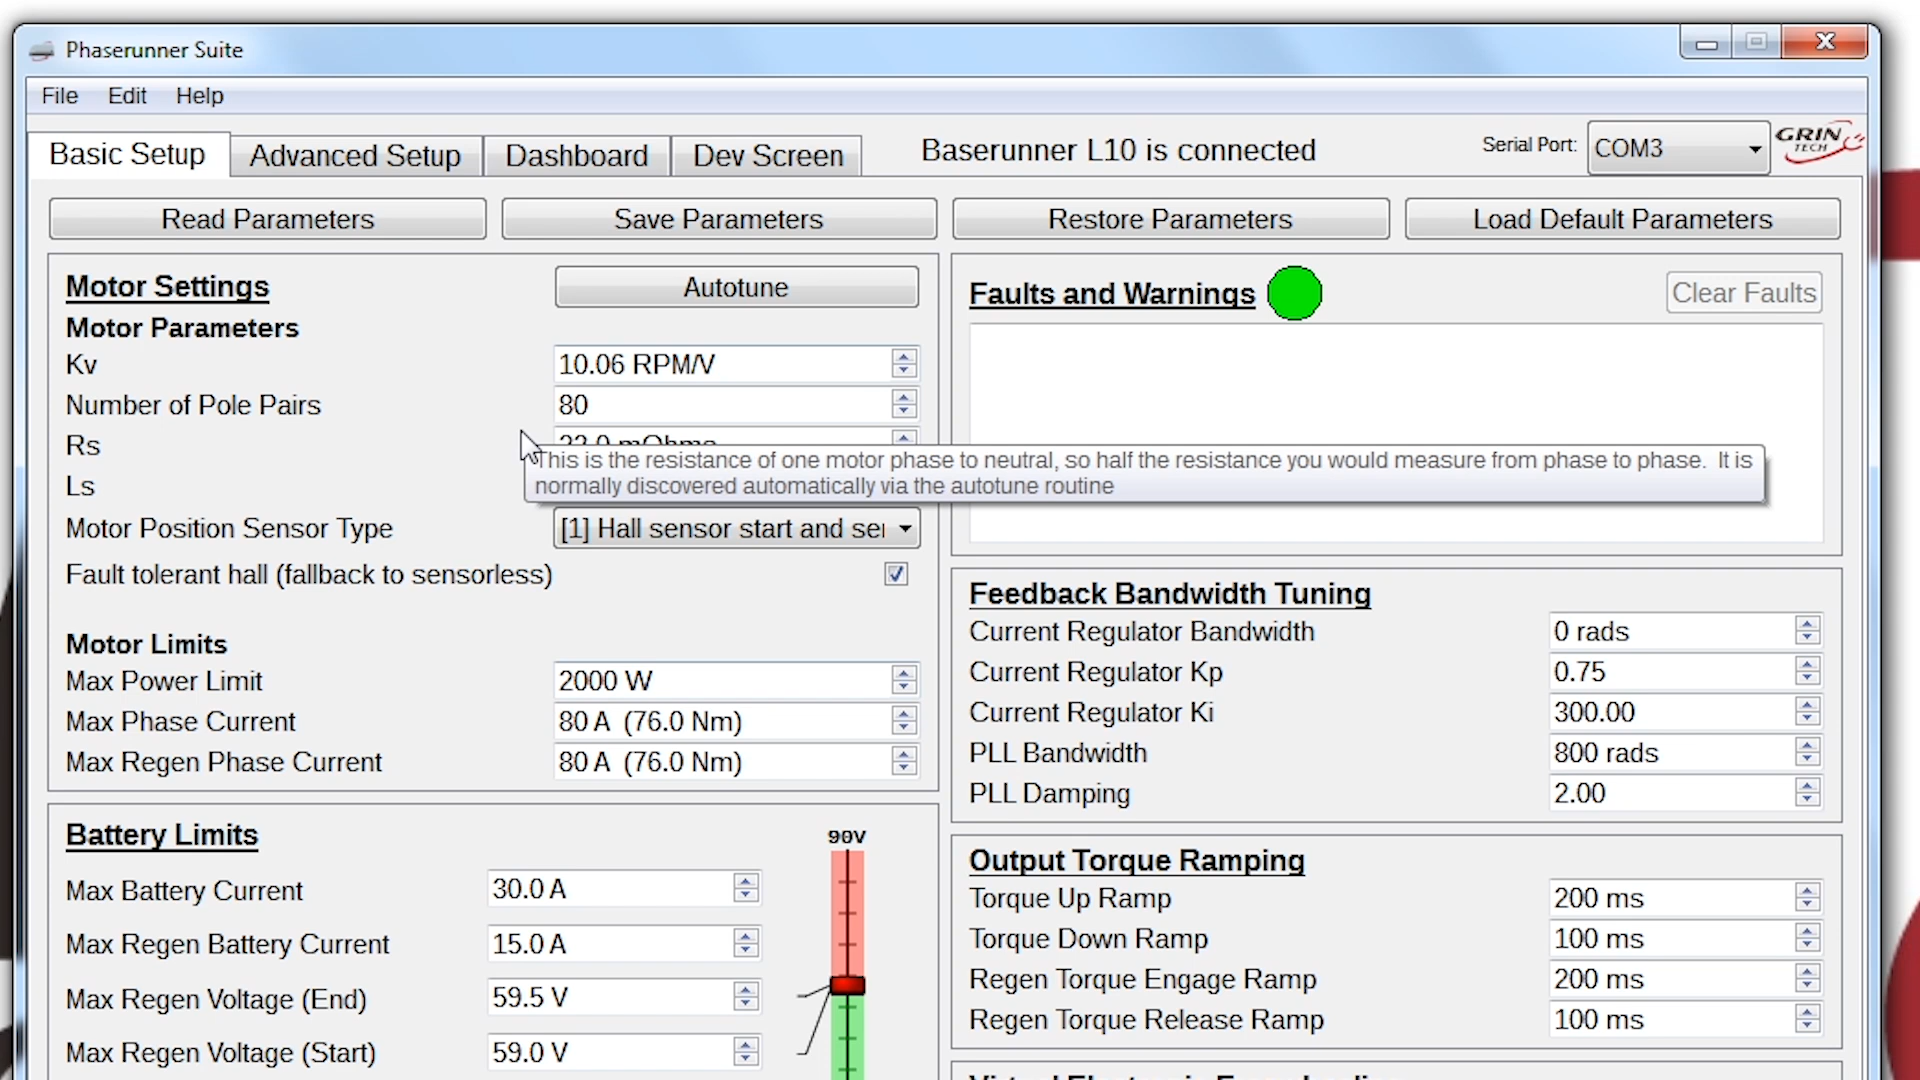 Phaserunner Suite
File Edit Help
Basic Setup Advanced Setup Dashboard Dev Screen Baserunner L10 is connected Serial Port: COM3 GRIN TECH
Read Parameters Save Parameters Restore Parameters Load Default Parameters
Motor Settings Autotune
Motor Parameters
Kv 10.06 RPM/V
Number of Pole Pairs 80
Rs
This is the resistance of one motor phase to neutral, so half the resistance you would measure from phase to phase. It is
normally discovered automatically via the autotune routine
Ls
Motor Position Sensor Type [1] Hall sensor start and sei
Fault tolerant hall (fallback to sensorless)
Motor Limits
Max Power Limit 2000 W
Max Phase Current 80 A (76.0 Nm)
Max Regen Phase Current 80 A (76.0 Nm)
Battery Limits
90V
Max Battery Current 30.0 A
Max Regen Battery Current 15.0 A
Max Regen Voltage (End) 59.5 V
Max Regen Voltage (Start) 59.0 V
Faults and Warnings Clear Faults
Feedback Bandwidth Tuning
Current Regulator Bandwidth 0 rads
Current Regulator Kp 0.75
Current Regulator Ki 300.00
PLL Bandwidth 800 rads
PLL Damping 2.00
Output Torque Ramping
Torque Up Ramp 200 ms
Torque Down Ramp 100 ms
Regen Torque Engage Ramp 200 ms
Regen Torque Release Ramp 100 ms